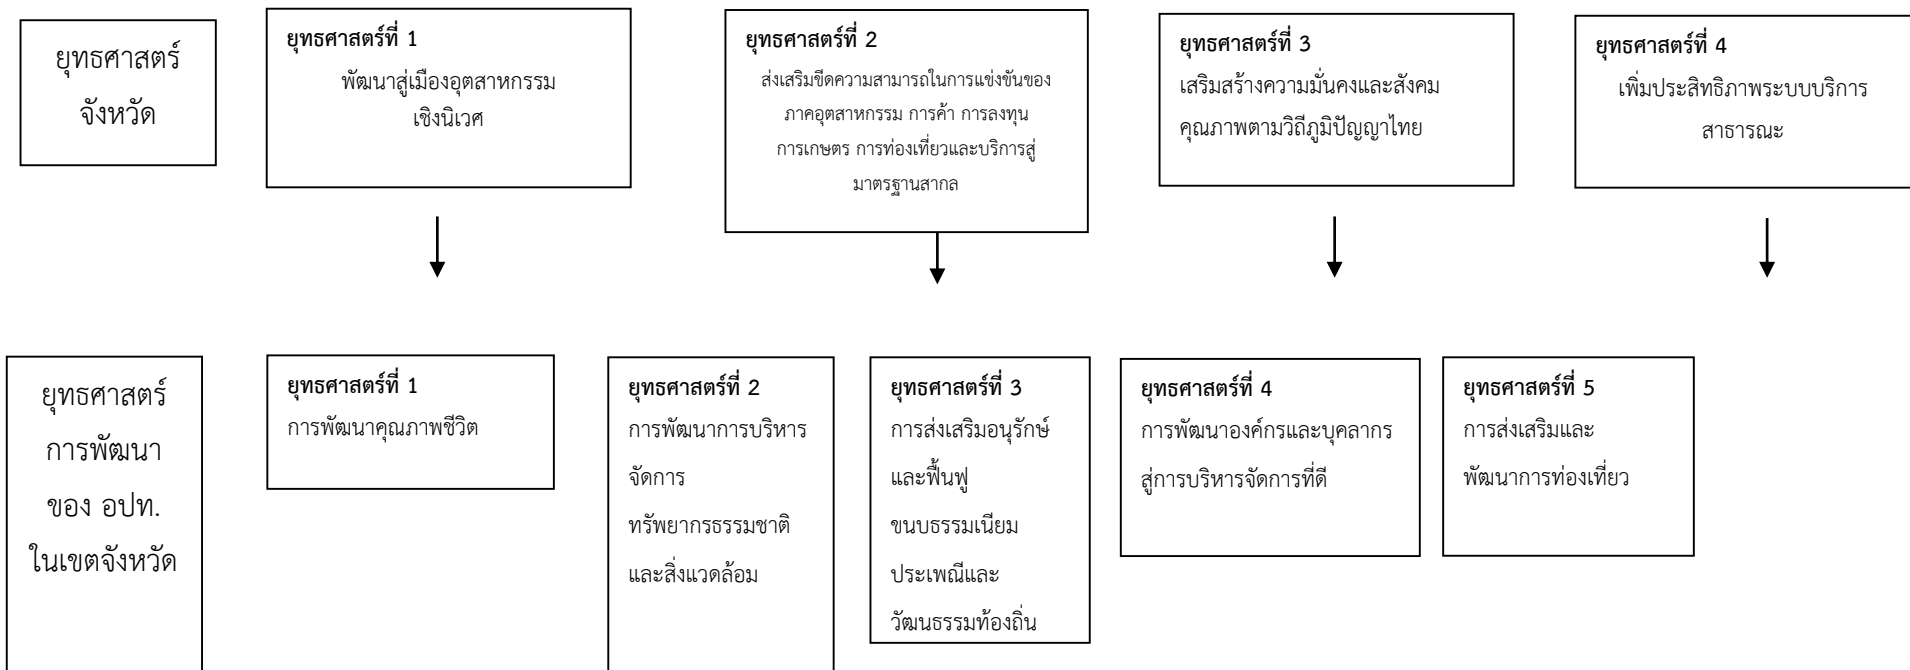 ยุทธศาสตร์
จังหวัด
ยุทธศาสตร์ที่ 1
พัฒนาสู่เมืองอุตสาหกรรม
เชิงนิเวศ
ยุทธศาสตร์ที่ 2
ส่งเสริมขีดความสามารถในการแข่งขันของ
ภาคอุตสาหกรรม การค้า การลงทุน
การเกษตร การท่องเที่ยวและบริการสู่
มาตรฐานสากล
ยุทธศาสตร์ที่ 3
เสริมสร้างความมั่นคงและสังคม
คุณภาพตามวิถีภูมิปัญญาไทย
ยุทธศาสตร์ที่ 4
เพิ่มประสิทธิภาพระบบบริการ
สาธารณะ
ยุทธศาสตร์
การพัฒนา
ของ อปท.
ในเขตจังหวัด
ยุทธศาสตร์ที่ 1
การพัฒนาคุณภาพชีวิต
ยุทธศาสตร์ที่ 2
การพัฒนาการบริหาร
จัดการ
ทรัพยากรธรรมชาติ
และสิ่งแวดล้อม
ยุทธศาสตร์ที่ 3
การส่งเสริมอนุรักษ์
และฟื้นฟู
ขนบธรรมเนียม
ประเพณีและ
วัฒนธรรมท้องถิ่น
ยุทธศาสตร์ที่ 4
การพัฒนาองค์กรและบุคลากร
สู่การบริหารจัดการที่ดี
ยุทธศาสตร์ที่ 5
การส่งเสริมและ
พัฒนาการท่องเที่ยว